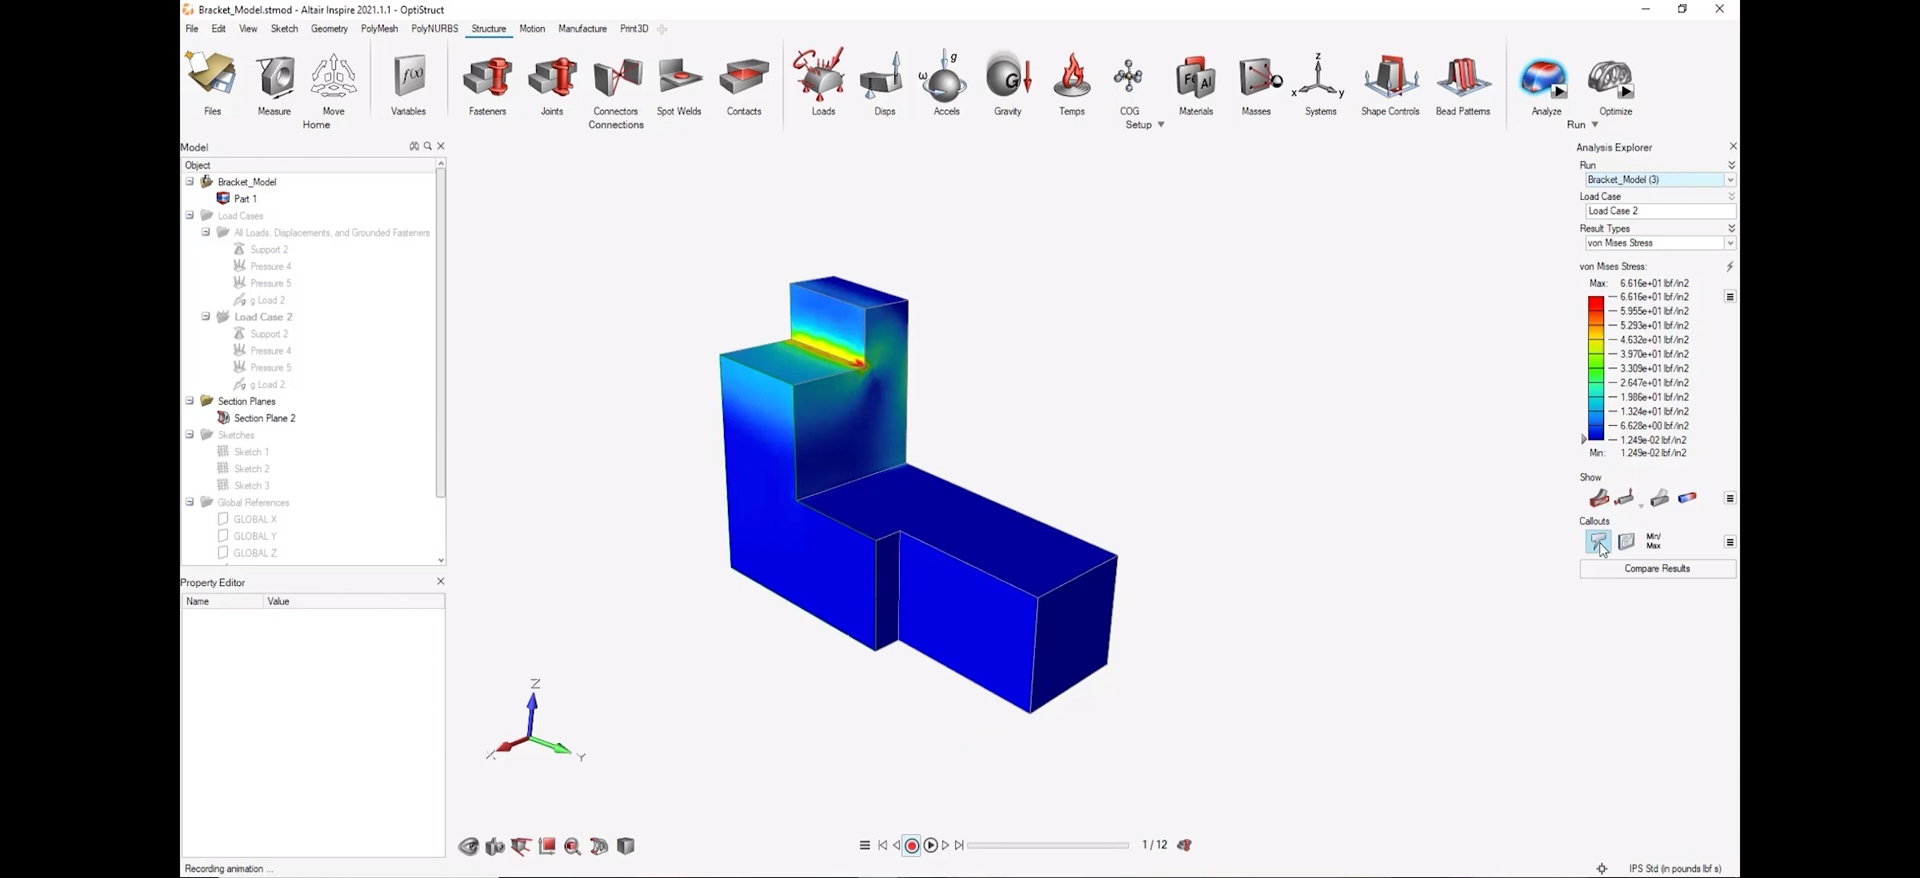 Bracket_Model.stmod - Altair Inspire 2021.1.1 - OptiStruct
File Edit View Sketch Geometry PolyMesh PolyNURBS Structure Motion Manufacture Print3D
f(x) ω g G Fe Al z x y
Files Measure Move Variables Fasteners Joints Connectors Spot Welds Contacts Loads Disps Accels Gravity Temps COG Materials Masses Systems Shape Controls Bead Patterns Analyze Optimize
Home Connections Setup Run
Model
Object
Bracket_Model
Part 1
Load Cases
All Loads, Displacements, and Grounded Fasteners
Support 2
Pressure 4
Pressure 5
g Load 2
Load Case 2
Support 2
Pressure 4
Pressure 5
g Load 2
Section Planes
Section Plane 2
Sketches
Sketch 1
Sketch 2
Sketch 3
Global References
GLOBAL X
GLOBAL Y
GLOBAL Z
Property Editor
Name Value
Z
X
Y
Analysis Explorer
Run
Bracket_Model (3)
Load Case
Load Case 2
Result Types
von Mises Stress
von Mises Stress:
Max: 6.616e+01 lbf/in2
6.616e+01 lbf/in2
5.955e+01 lbf/in2
5.293e+01 lbf/in2
4.632e+01 lbf/in2
3.970e+01 lbf/in2
3.309e+01 lbf/in2
2.647e+01 lbf/in2
1.986e+01 lbf/in2
1.324e+01 lbf/in2
6.628e+00 lbf/in2
1.249e-02 lbf/in2
Min: 1.249e-02 lbf/in2
Show
Callouts
Min/
Max
Compare Results
1 / 12
Recording animation ...
IPS Std (in pounds lbf s)